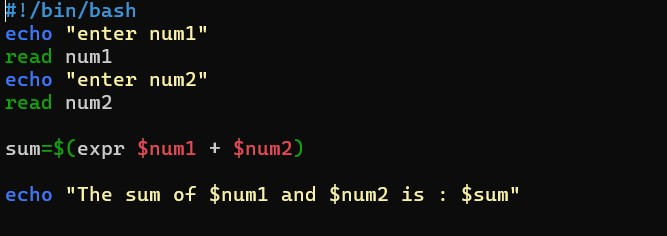 #!/bin/bash
echo "enter num1"
read num1
echo "enter num2"
read num2
sum=$(expr $num1 + $num2)
echo "The sum of $num1 and $num2 is : $sum"